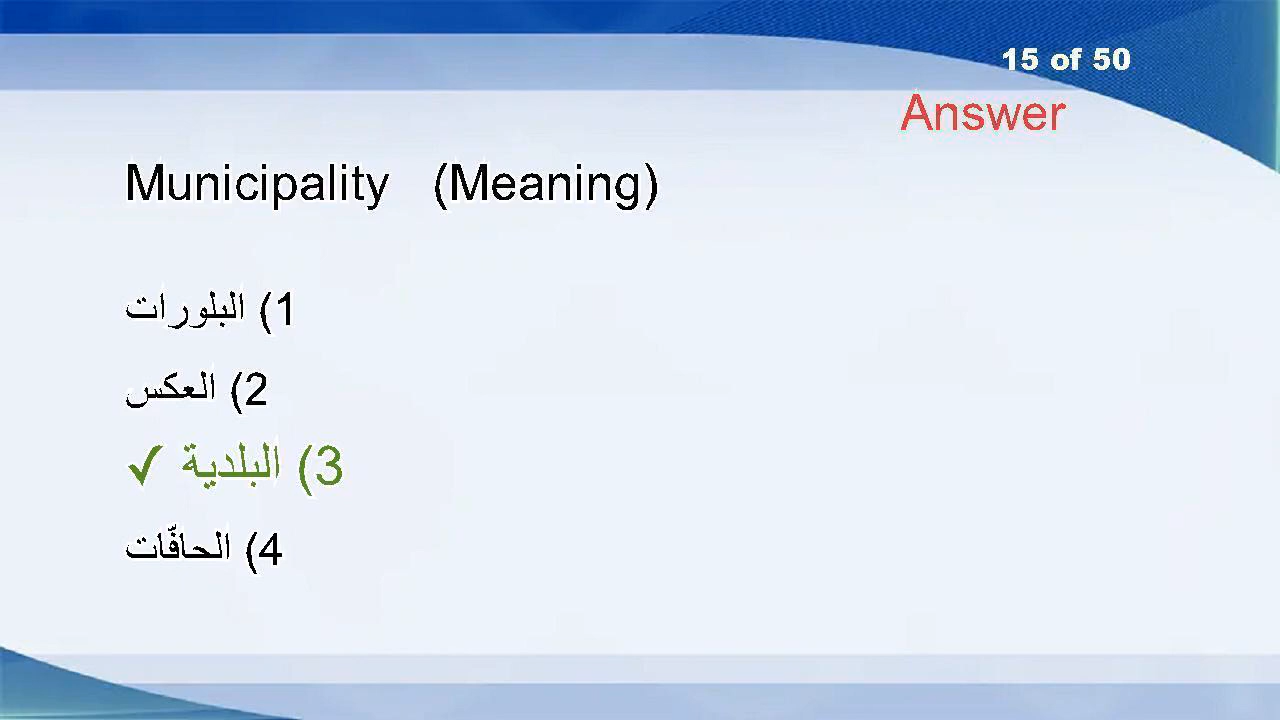 15 of 50
Answer
Municipality (Meaning)
1) البلورات
2) العكس
3) البلدية ✓
4) الحافّات